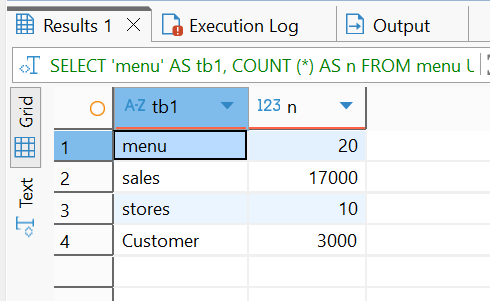 Results 1 Execution Log Output
SELECT 'menu' AS tb1, COUNT (*) AS n FROM menu U
Grid
Text
A-Z tb1 123 n
1 menu 20
2 sales 17000
3 stores 10
4 Customer 3000